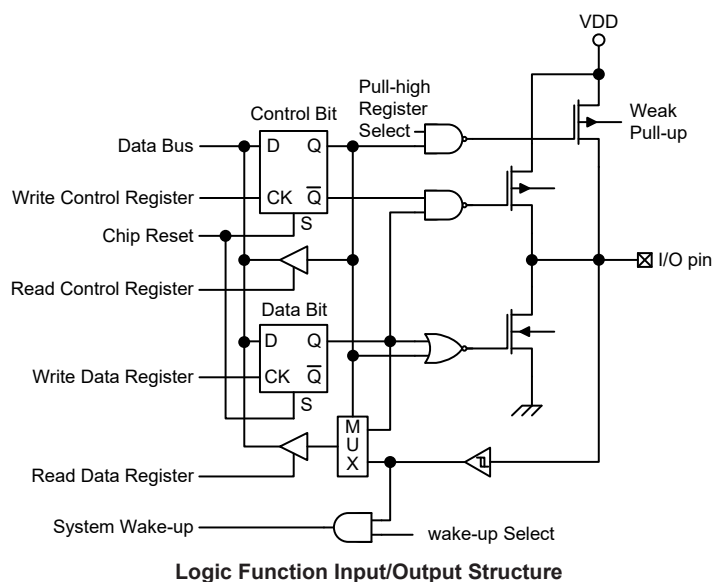 VDD
Pull-high
Register
Select
Control Bit
Weak
Pull-up
Data Bus
D
Q
Write Control Register
CK
Q̅
S
Chip Reset
I/O pin
Read Control Register
Data Bit
D
Q
Write Data Register
CK
Q̅
S
M
U
X
Read Data Register
System Wake-up
wake-up Select
Logic Function Input/Output Structure